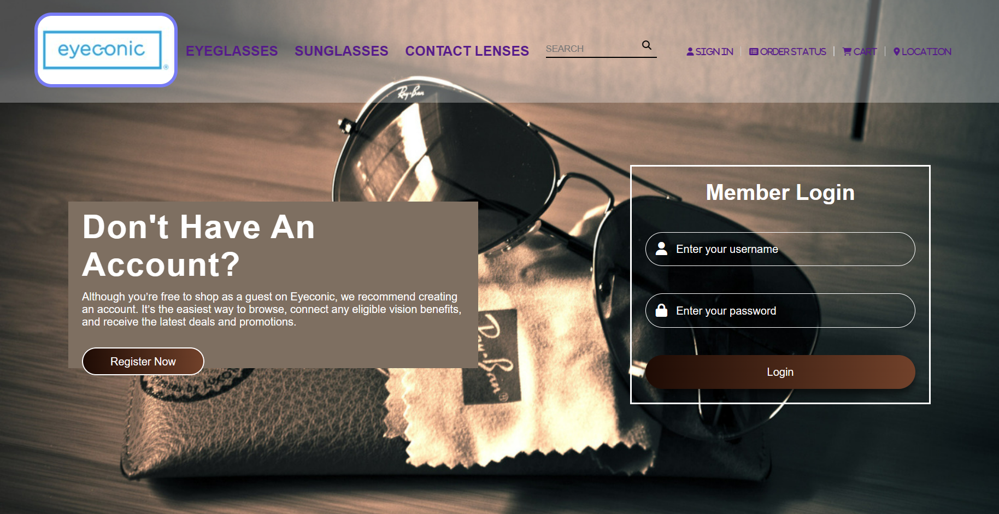 eyeconic
®
EYEGLASSES
SUNGLASSES
CONTACT LENSES
SEARCH
SIGN IN
ORDER STATUS
CART
LOCATION
Ray-Ban
Member Login
Don't Have An
Account?
Enter your username
Although you’re free to shop as a guest on Eyeconic, we recommend creating
an account. It’s the easiest way to browse, connect any eligible vision benefits,
and receive the latest deals and promotions.
Enter your password
Register Now
Login
Ray-Ban®
by LUXOT